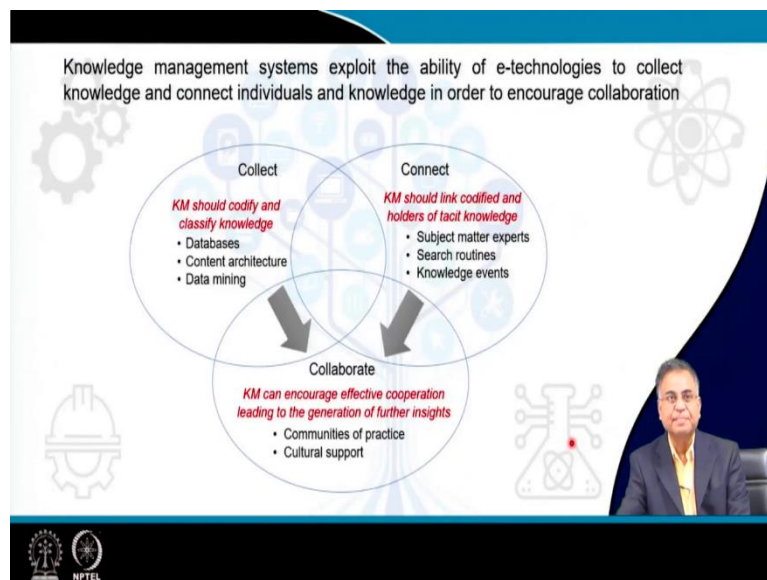 Knowledge management systems exploit the ability of e-technologies to collect
knowledge and connect individuals and knowledge in order to encourage collaboration
Collect
KM should codify and
classify knowledge
• Databases
• Content architecture
• Data mining
Connect
KM should link codified and
holders of tacit knowledge
• Subject matter experts
• Search routines
• Knowledge events
Collaborate
KM can encourage effective cooperation
leading to the generation of further insights
• Communities of practice
• Cultural support
NPTEL